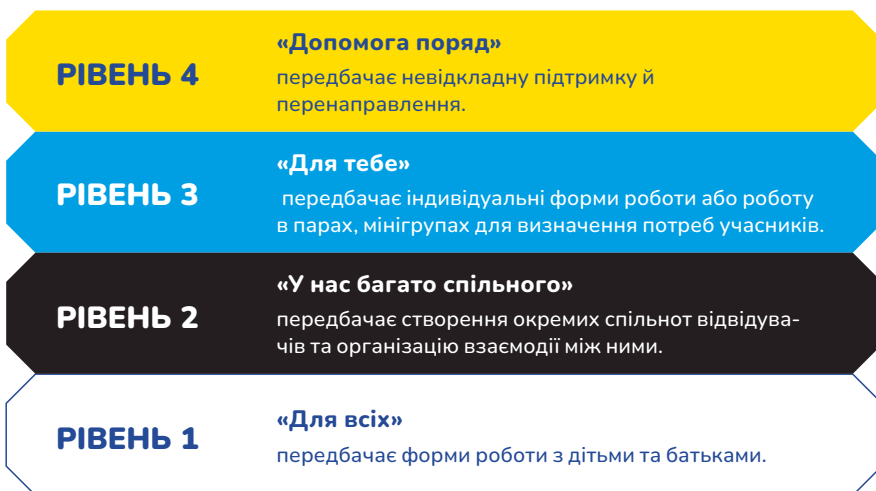 РІВЕНЬ 4
«Допомога поряд»
передбачає невідкладну підтримку й
перенаправлення.
РІВЕНЬ 3
«Для тебе»
передбачає індивідуальні форми роботи або роботу
в парах, мінігрупах для визначення потреб учасників.
РІВЕНЬ 2
«У нас багато спільного»
передбачає створення окремих спільнот відвідува-
чів та організацію взаємодії між ними.
РІВЕНЬ 1
«Для всіх»
передбачає форми роботи з дітьми та батьками.